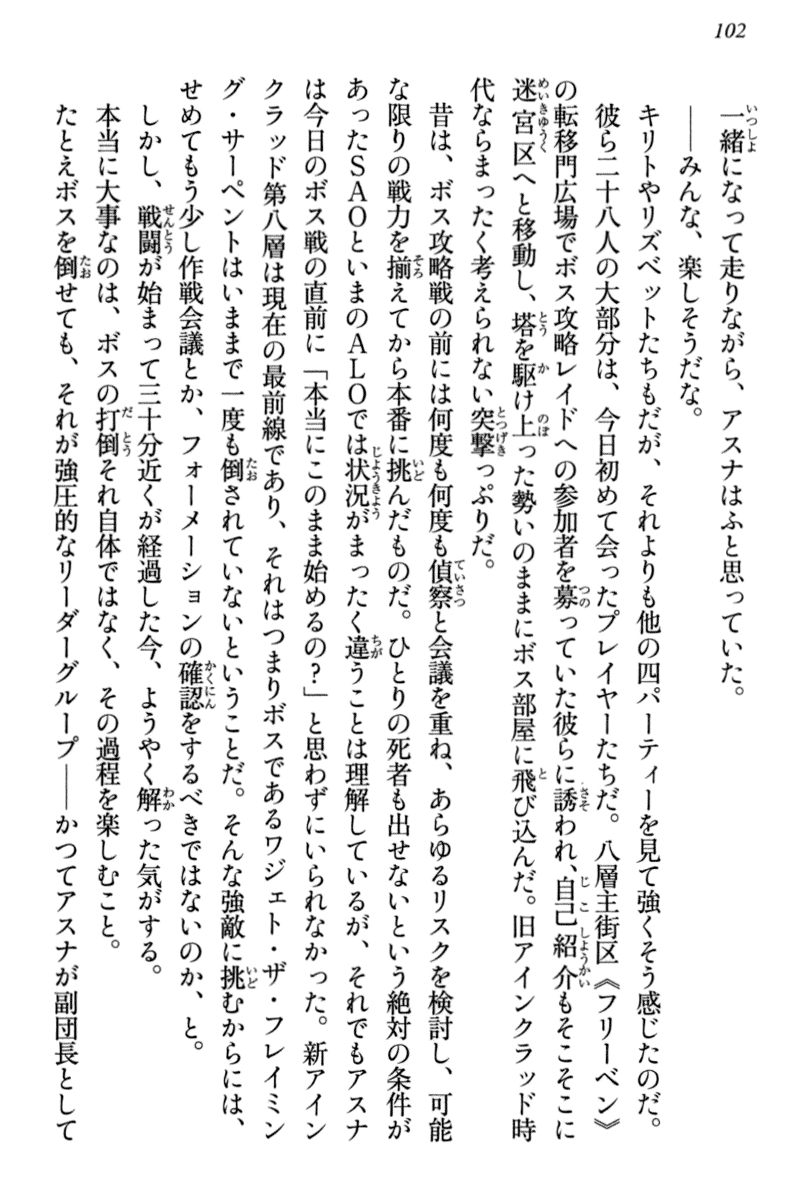 102
一緒になって走りながら、アスナはふと思っていた。
――みんな、楽しそうだな。
キリトやリズベットたちもだが、それよりも他の四パーティーを見て強くそう感じたのだ。
彼ら二十八人の大部分は、今日初めて会ったプレイヤーたちだ。八層主街区《フリーベン》
の転移門広場でボス攻略レイドへの参加者を募っていた彼らに誘われ、自己紹介もそこそこに
迷宮区へと移動し、塔を駆け上った勢いのままにボス部屋に飛び込んだ。旧アインクラッド時
代ならまったく考えられない突撃っぷりだ。
昔は、ボス攻略戦の前には何度も何度も偵察と会議を重ね、あらゆるリスクを検討し、可能
な限りの戦力を揃えてから本番に挑んだものだ。ひとりの死者も出せないという絶対の条件が
あったSAOといまのALOでは状況がまったく違うことは理解しているが、それでもアスナ
は今日のボス戦の直前に「本当にこのまま始めるの？」と思わずにいられなかった。新アイン
クラッド第八層は現在の最前線であり、それはつまりボスであるワジェト・ザ・フレイミン
グ・サーペントはいままで一度も倒されていないということだ。そんな強敵に挑むからには、
せめてもう少し作戦会議とか、フォーメーションの確認をするべきではないのか、と。
しかし、戦闘が始まって三十分近くが経過した今、ようやく解った気がする。
本当に大事なのは、ボスの打倒それ自体ではなく、その過程を楽しむこと。
たとえボスを倒せても、それが強圧的なリーダーグループ――かつてアスナが副団長として